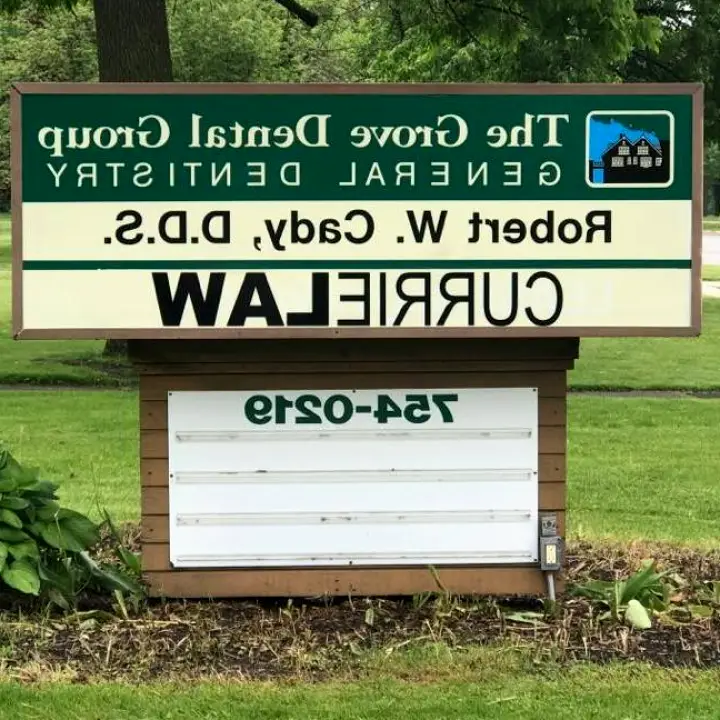 The Grove Dental Group
GENERAL DENTISTRY
Robert W. Cady, D.D.S.
CURRIELAW
754-0219